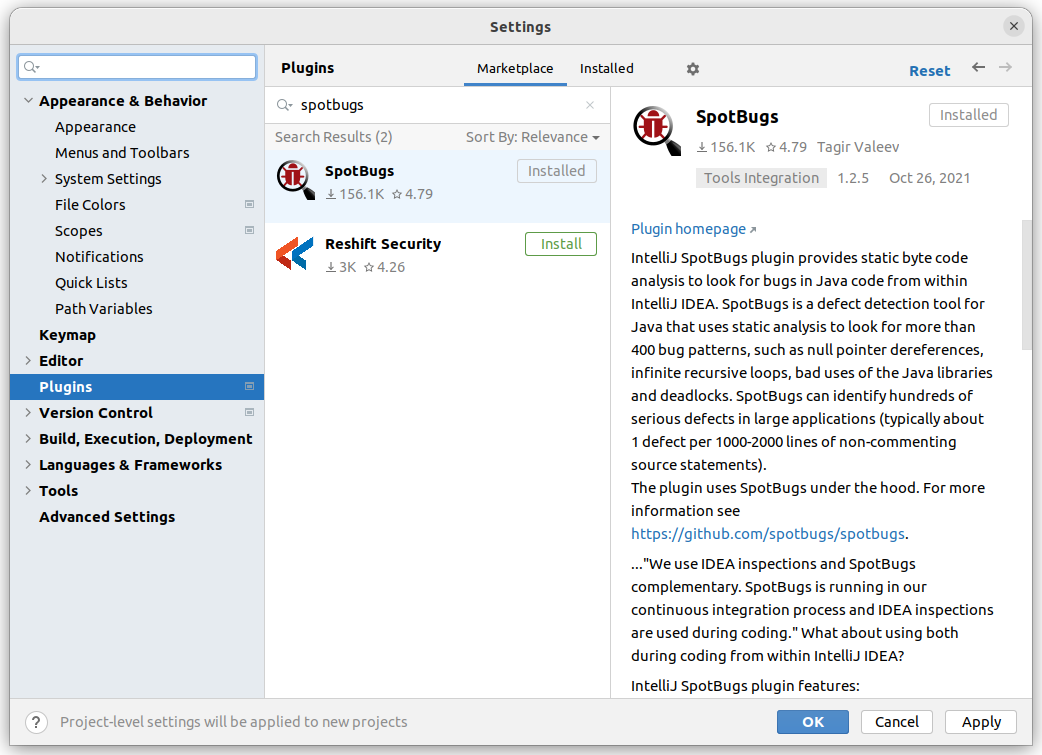 Settings
Appearance & Behavior
Appearance
Menus and Toolbars
System Settings
File Colors
Scopes
Notifications
Quick Lists
Path Variables
Keymap
Editor
Plugins
Version Control
Build, Execution, Deployment
Languages & Frameworks
Tools
Advanced Settings
Plugins
Marketplace
Installed
Reset
spotbugs
Search Results (2)
Sort By: Relevance
SpotBugs
Installed
156.1K 4.79
Reshift Security
Install
3K 4.26
SpotBugs
Installed
156.1K 4.79 Tagir Valeev
Tools Integration 1.2.5 Oct 26, 2021
Plugin homepage
IntelliJ SpotBugs plugin provides static byte code
analysis to look for bugs in Java code from within
IntelliJ IDEA. SpotBugs is a defect detection tool for
Java that uses static analysis to look for more than
400 bug patterns, such as null pointer dereferences,
infinite recursive loops, bad uses of the Java libraries
and deadlocks. SpotBugs can identify hundreds of
serious defects in large applications (typically about
1 defect per 1000-2000 lines of non-commenting
source statements).
The plugin uses SpotBugs under the hood. For more
information see
https://github.com/spotbugs/spotbugs.
..."We use IDEA inspections and SpotBugs
complementary. SpotBugs is running in our
continuous integration process and IDEA inspections
are used during coding." What about using both
during coding from within IntelliJ IDEA?
IntelliJ SpotBugs plugin features:
? Project-level settings will be applied to new projects
OK
Cancel
Apply